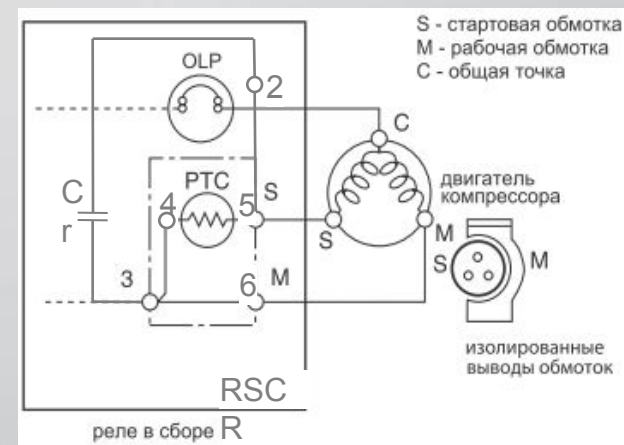 S - стартовая обмотка
M - рабочая обмотка
C - общая точка
OLP
2
C
C
r
PTC
4
5
S
S
двигатель
компрессора
M
S
M
3
6
M
изолированные
выводы обмоток
RSC
реле в сборе R